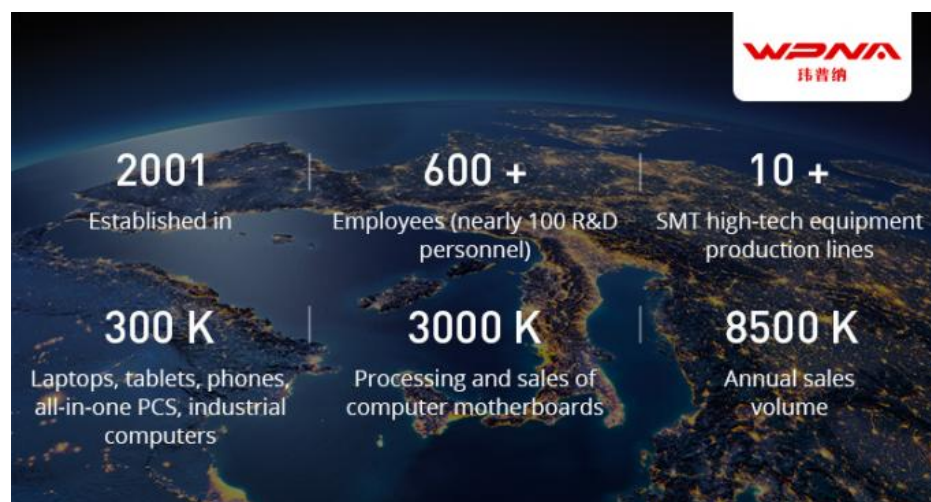 WPNA
玮普纳
2001
Established in
600 +
Employees (nearly 100 R&D
personnel)
10 +
SMT high-tech equipment
production lines
300 K
Laptops, tablets, phones,
all-in-one PCS, industrial
computers
3000 K
Processing and sales of
computer motherboards
8500 K
Annual sales
volume